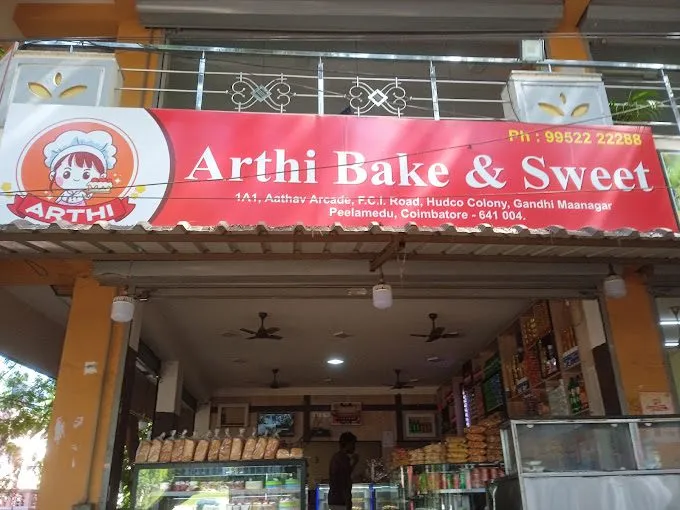 Ph : 99522 22288
Arthi Bake & Sweet
1A1, Aathav Arcade, F.C.I. Road, Hudco Colony, Gandhi Maanagar
Peelamedu, Coimbatore - 641 004.
ARTHI